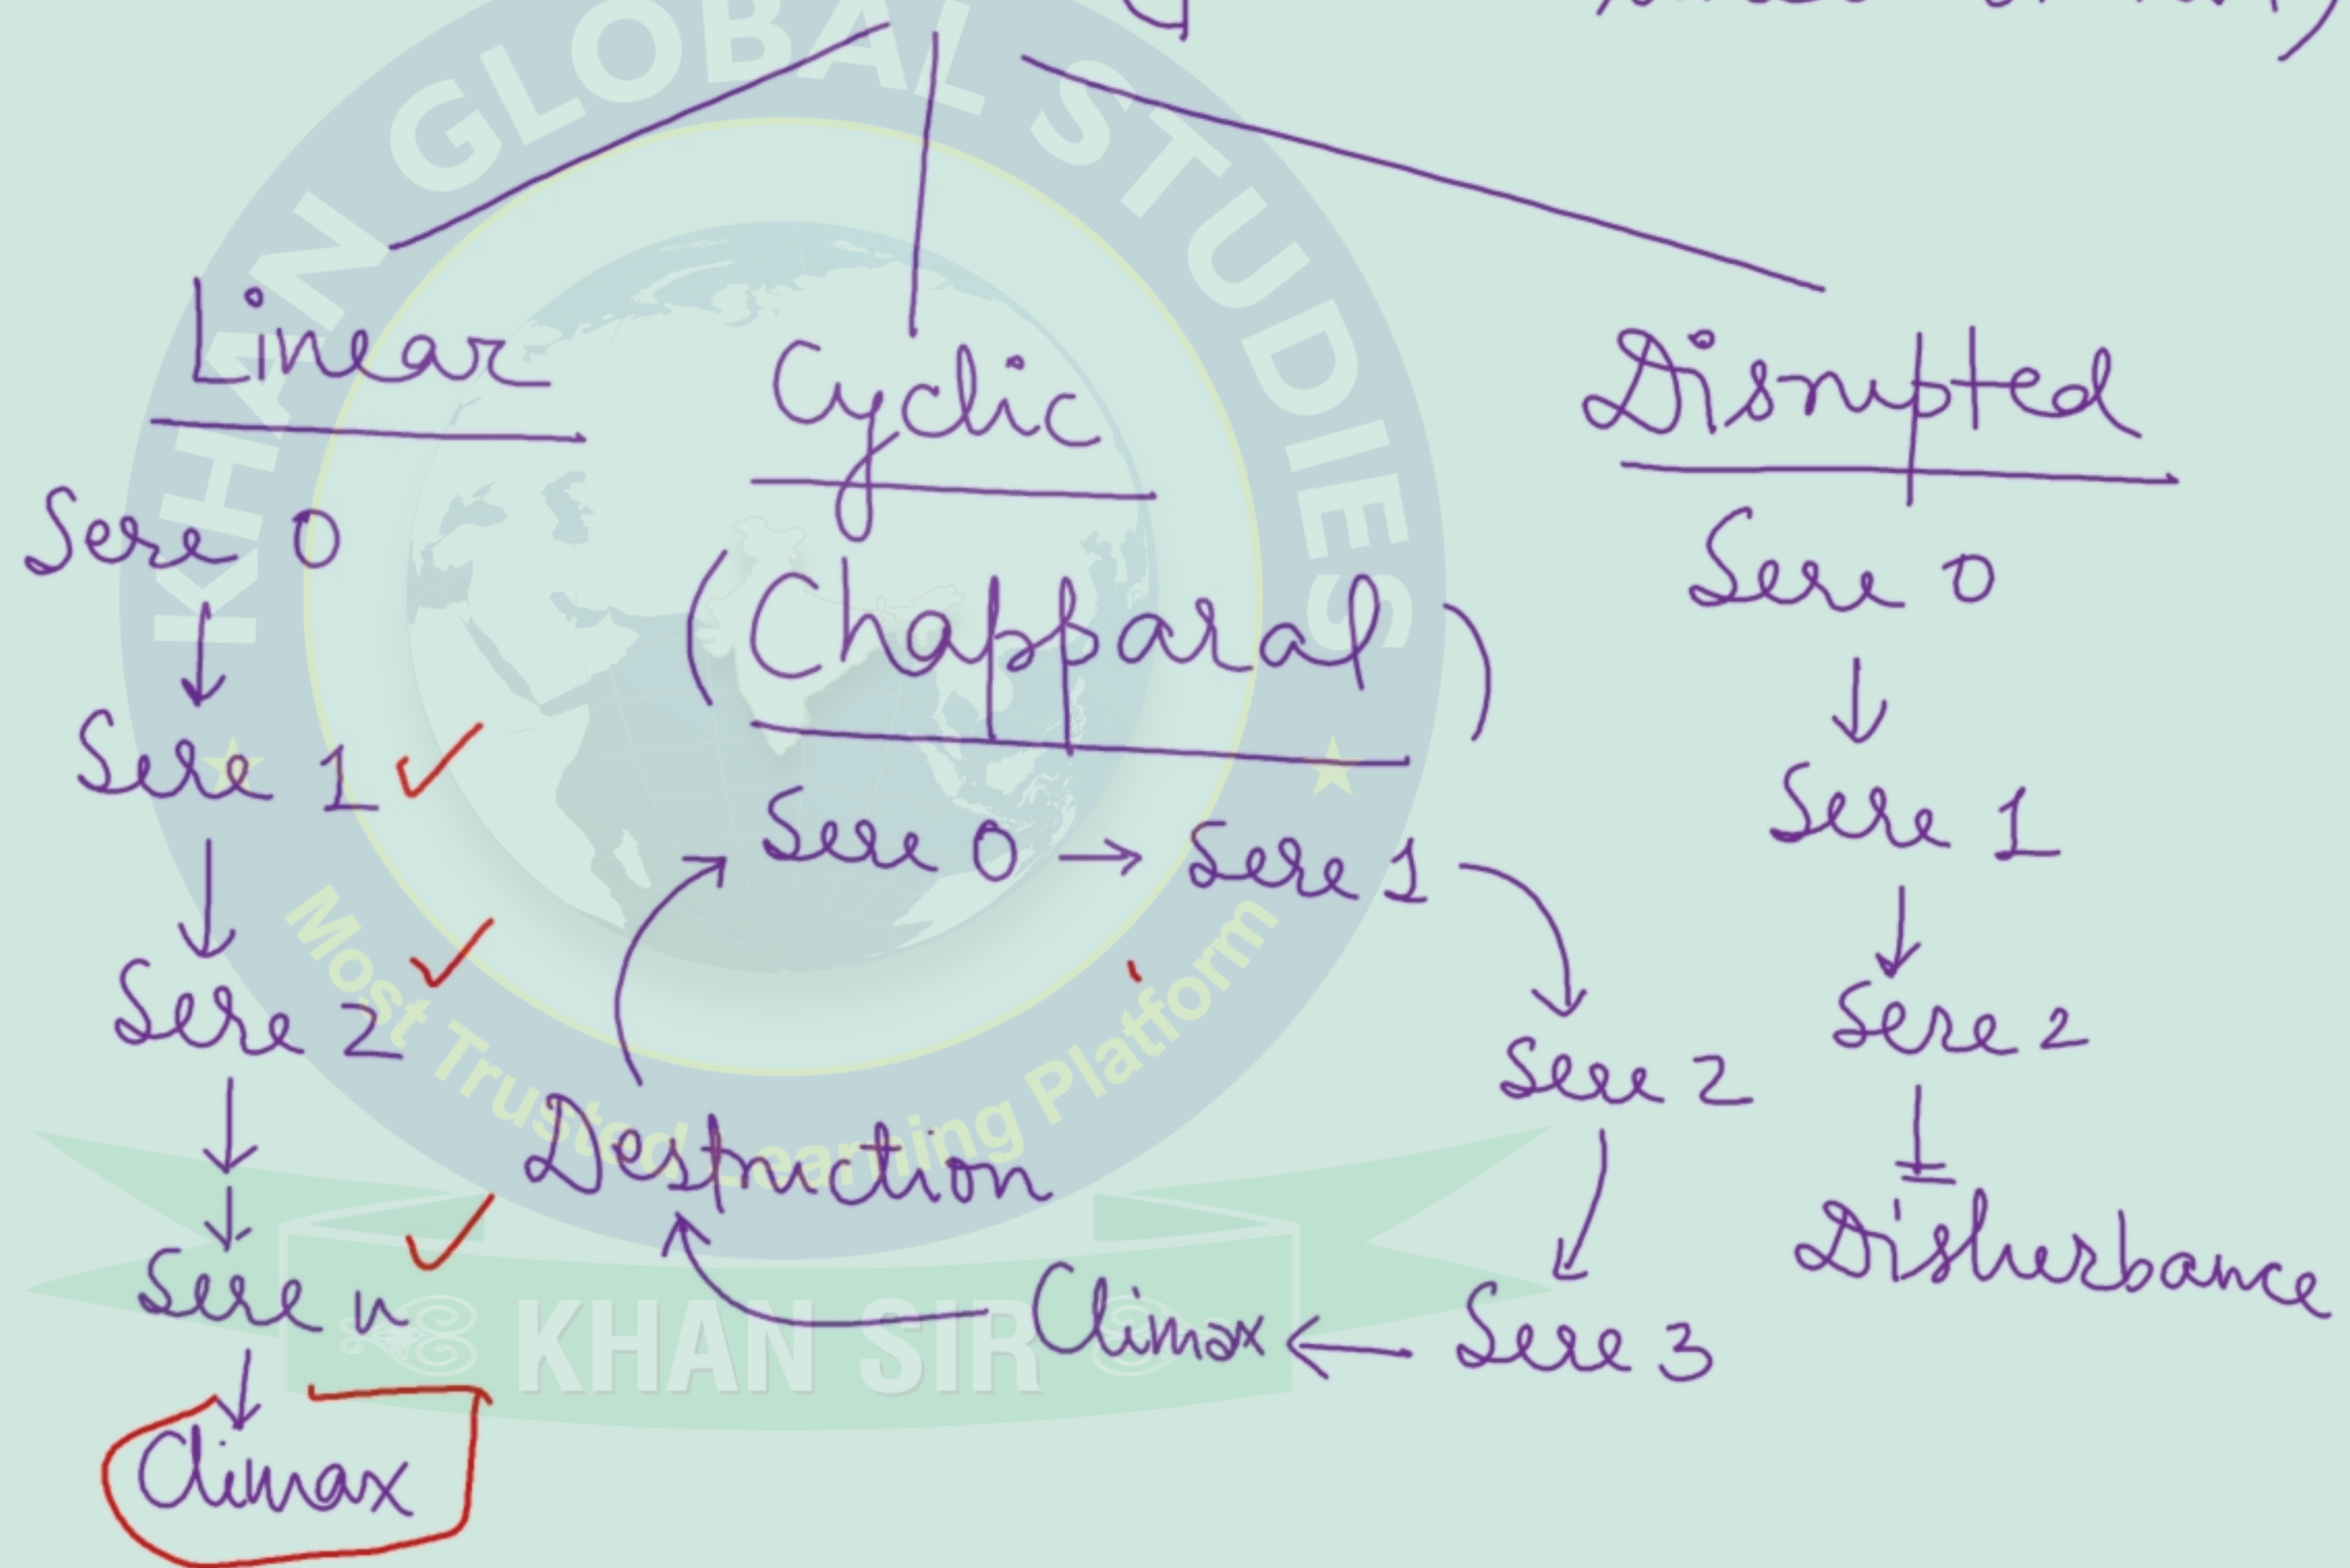 KHAN GLOBAL STUDIES
Most Trusted Learning Platform
KHAN SIR
Linear
Sere 0
Sere 1
Sere 2
Sere n
Climax
Cyclic
(Chapparal)
Sere 0 → Sere 1
Sere 2
Sere 3
Climax
Destruction
Disrupted
Sere 0
Sere 1
Sere 2
Disturbance